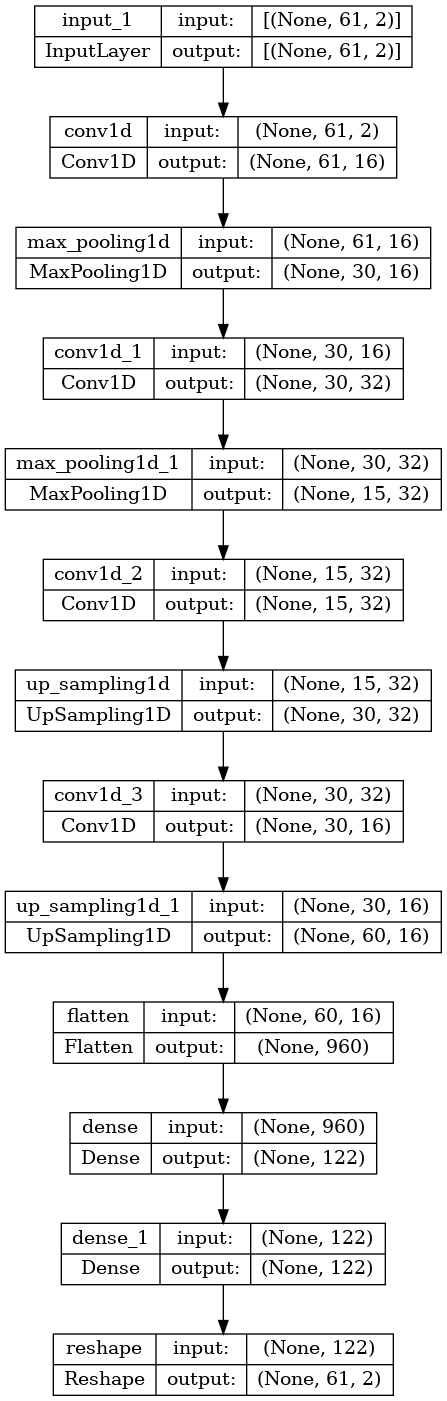 input_1 input: [(None, 61, 2)]
InputLayer output: [(None, 61, 2)]
conv1d input: (None, 61, 2)
Conv1D output: (None, 61, 16)
max_pooling1d input: (None, 61, 16)
MaxPooling1D output: (None, 30, 16)
conv1d_1 input: (None, 30, 16)
Conv1D output: (None, 30, 32)
max_pooling1d_1 input: (None, 30, 32)
MaxPooling1D output: (None, 15, 32)
conv1d_2 input: (None, 15, 32)
Conv1D output: (None, 15, 32)
up_sampling1d input: (None, 15, 32)
UpSampling1D output: (None, 30, 32)
conv1d_3 input: (None, 30, 32)
Conv1D output: (None, 30, 16)
up_sampling1d_1 input: (None, 30, 16)
UpSampling1D output: (None, 60, 16)
flatten input: (None, 60, 16)
Flatten output: (None, 960)
dense input: (None, 960)
Dense output: (None, 122)
dense_1 input: (None, 122)
Dense output: (None, 122)
reshape input: (None, 122)
Reshape output: (None, 61, 2)